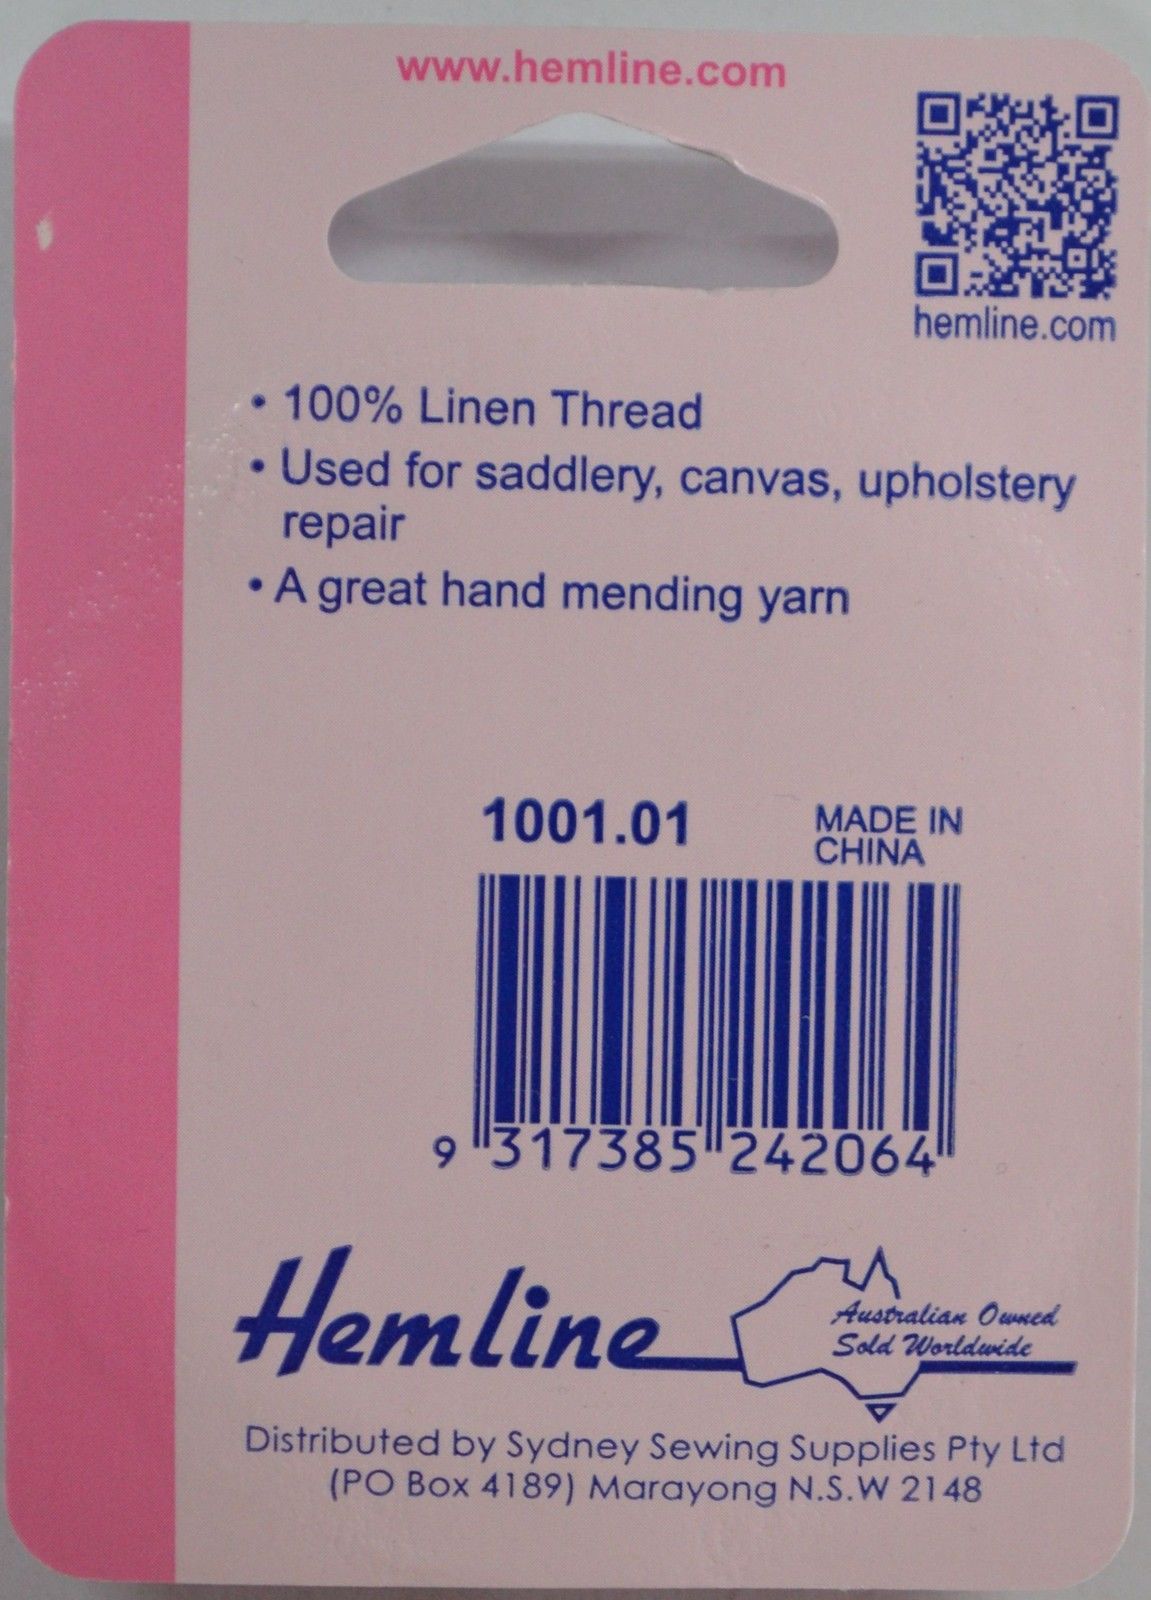 www.hemline.com
hemline.com
• 100% Linen Thread
• Used for saddlery, canvas, upholstery
repair
• A great hand mending yarn
1001.01
MADE IN
CHINA
9 317385 242064
Hemline
Australian Owned
Sold Worldwide
Distributed by Sydney Sewing Supplies Pty Ltd
(PO Box 4189) Marayong N.S.W 2148